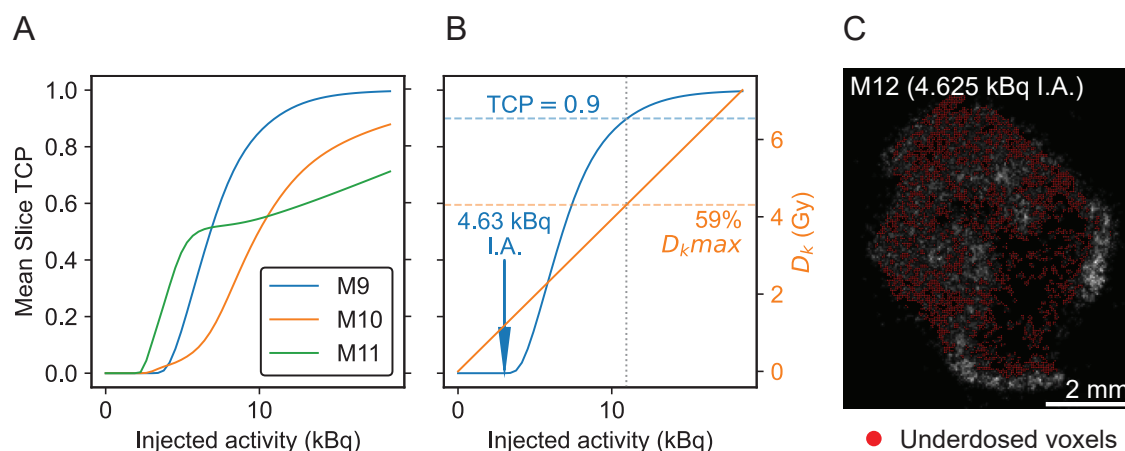 A
Mean Slice TCP
1.0
0.8
0.6
0.4
0.2
0.0
0
10
Injected activity (kBq)
M9
M10
M11
B
TCP = 0.9
4.63 kBq
I.A.
59%
Dₖmax
6
4
2
0
Dₖ (Gy)
0
10
Injected activity (kBq)
C
M12 (4.625 kBq I.A.)
2 mm
Underdosed voxels